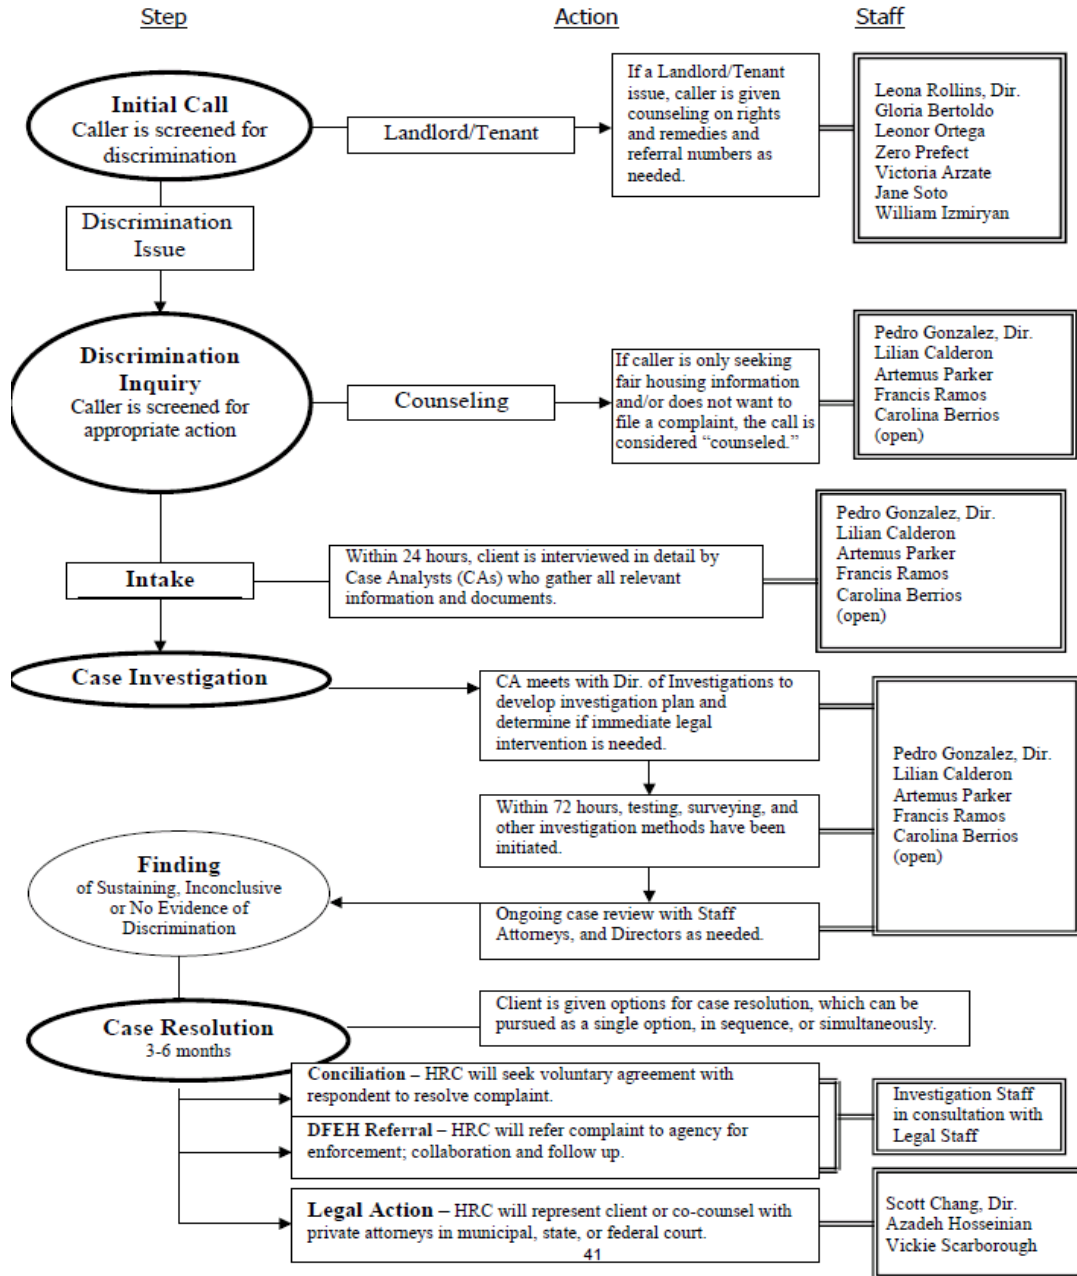 Step
Action
Staff
Initial Call
Caller is screened for
discrimination
Landlord/Tenant
If a Landlord/Tenant
issue, caller is given
counseling on rights
and remedies and
referral numbers as
needed.
Leona Rollins, Dir.
Gloria Bertoldo
Leonor Ortega
Zero Prefect
Victoria Arzate
Jane Soto
William Izmiryan
Discrimination
Issue
Discrimination
Inquiry
Caller is screened for
appropriate action
Counseling
If caller is only seeking
fair housing information
and/or does not want to
file a complaint, the call is
considered “counseled.”
Pedro Gonzalez, Dir.
Lilian Calderon
Artemus Parker
Francis Ramos
Carolina Berrios
(open)
Intake
Within 24 hours, client is interviewed in detail by
Case Analysts (CAs) who gather all relevant
information and documents.
Pedro Gonzalez, Dir.
Lilian Calderon
Artemus Parker
Francis Ramos
Carolina Berrios
(open)
Case Investigation
CA meets with Dir. of Investigations to
develop investigation plan and
determine if immediate legal
intervention is needed.
Within 72 hours, testing, surveying, and
other investigation methods have been
initiated.
Ongoing case review with Staff
Attorneys, and Directors as needed.
Pedro Gonzalez, Dir.
Lilian Calderon
Artemus Parker
Francis Ramos
Carolina Berrios
(open)
Finding
of Sustaining, Inconclusive
or No Evidence of
Discrimination
Case Resolution
3-6 months
Client is given options for case resolution, which can be
pursued as a single option, in sequence, or simultaneously.
Conciliation – HRC will seek voluntary agreement with
respondent to resolve complaint.
DFEH Referral – HRC will refer complaint to agency for
enforcement; collaboration and follow up.
Investigation Staff
in consultation with
Legal Staff
Legal Action – HRC will represent client or co-counsel with
private attorneys in municipal, state, or federal court.
Scott Chang, Dir.
Azadeh Hosseinian
Vickie Scarborough
41